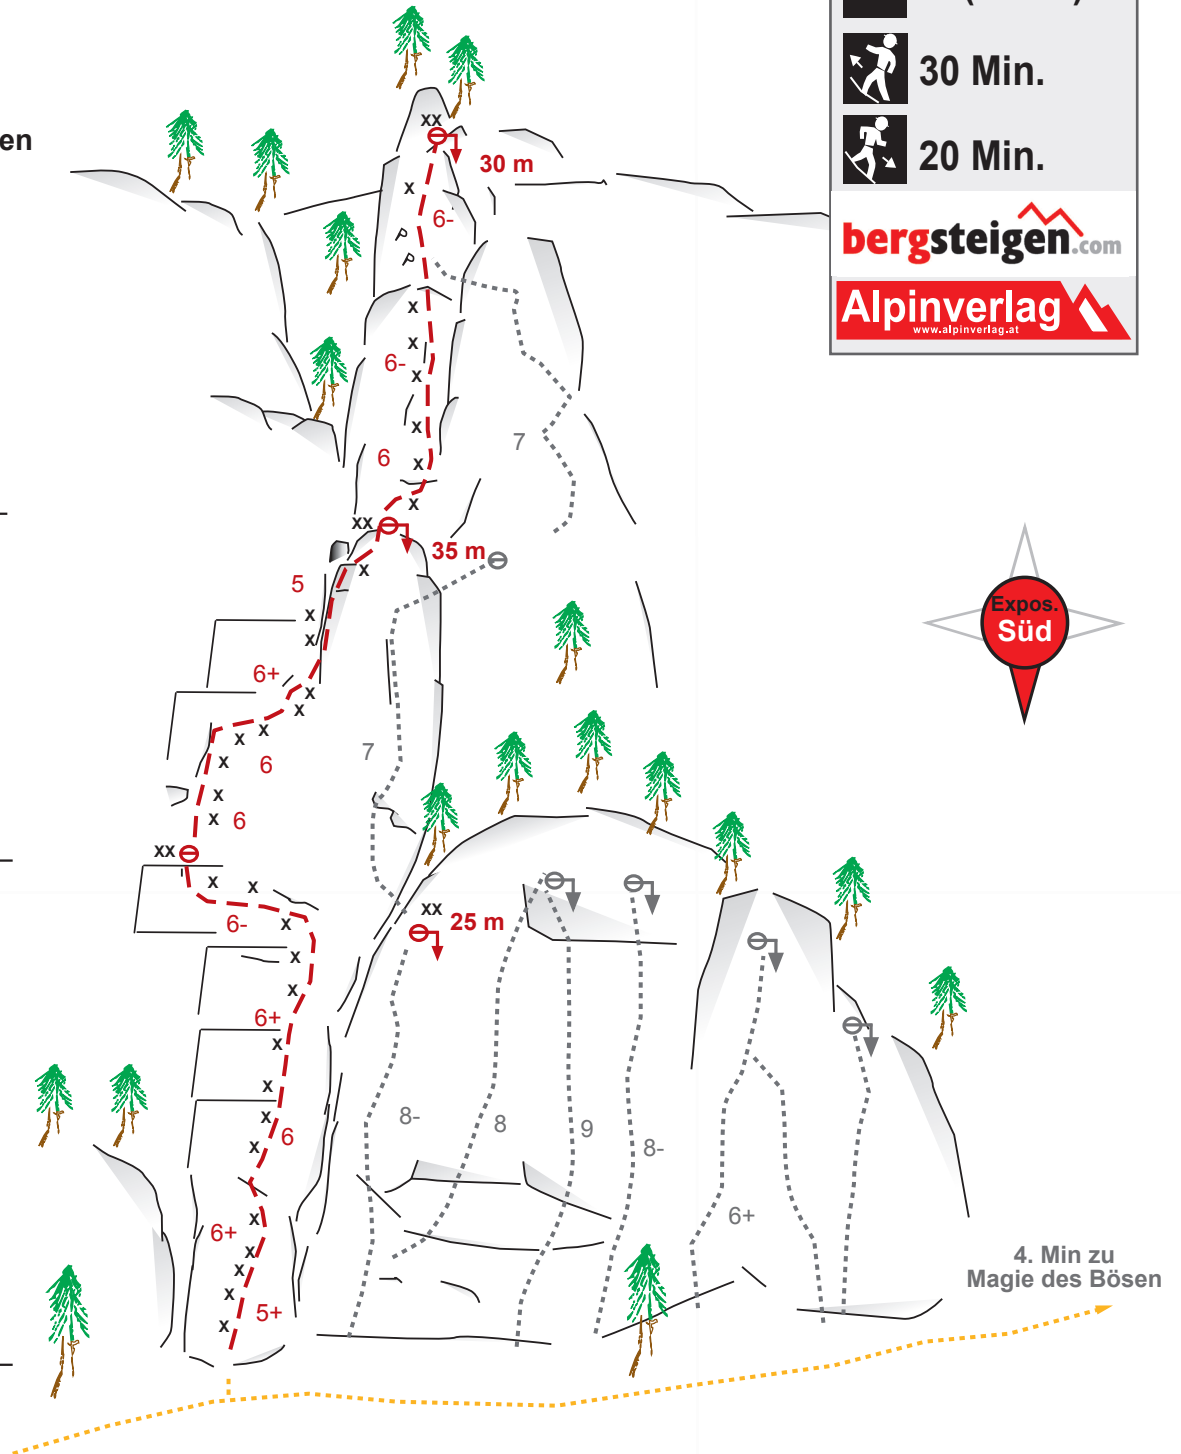 en
30 Min.
20 Min.
bergsteigen.com
Alpinverlag
www.alpinverlag.at
xx
30 m
x
6-
P
P
x
x
6-
x
7
x
6
x
x
xx
35 m
x
5
x
x
6+
x
x
x
x
6
7
x
x
x
6
xx
x
x
6-
x
xx
25 m
x
x
6+
x
x
x
6
x
8-
8
9
8-
6+
x
6+
x
x
x
5+
x
Expos.
Süd
4. Min zu
Magie des Bösen